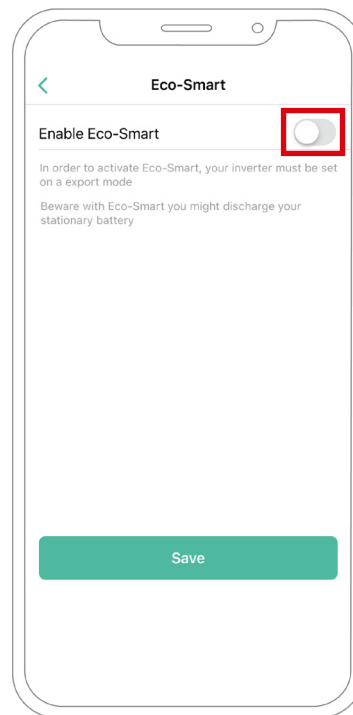 Eco-Smart
Enable Eco-Smart
In order to activate Eco-Smart, your inverter must be set
on a export mode
Beware with Eco-Smart you might discharge your
stationary battery
Save